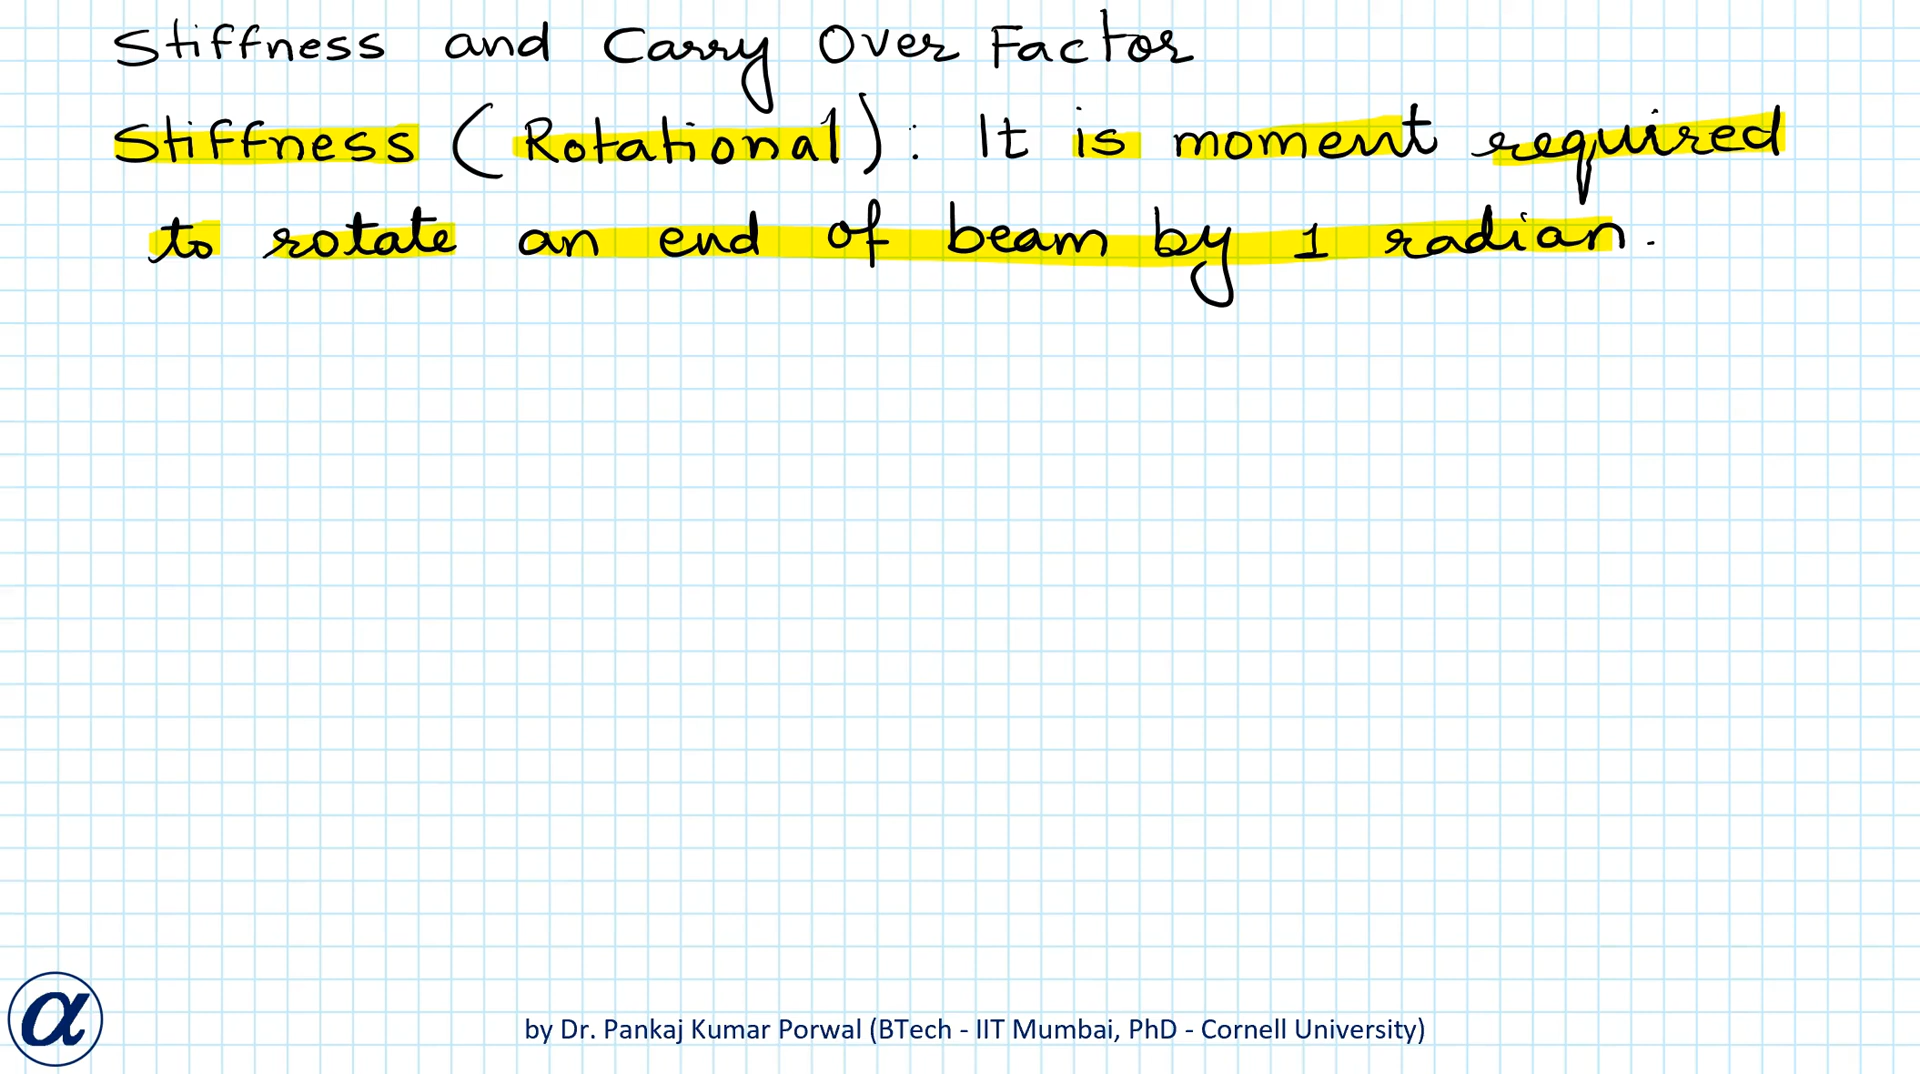 Stiffness and Carry Over Factor
Stiffness (Rotational): It is moment required
to rotate an end of beam by 1 radian.
α
by Dr. Pankaj Kumar Porwal (BTech - IIT Mumbai, PhD - Cornell University)